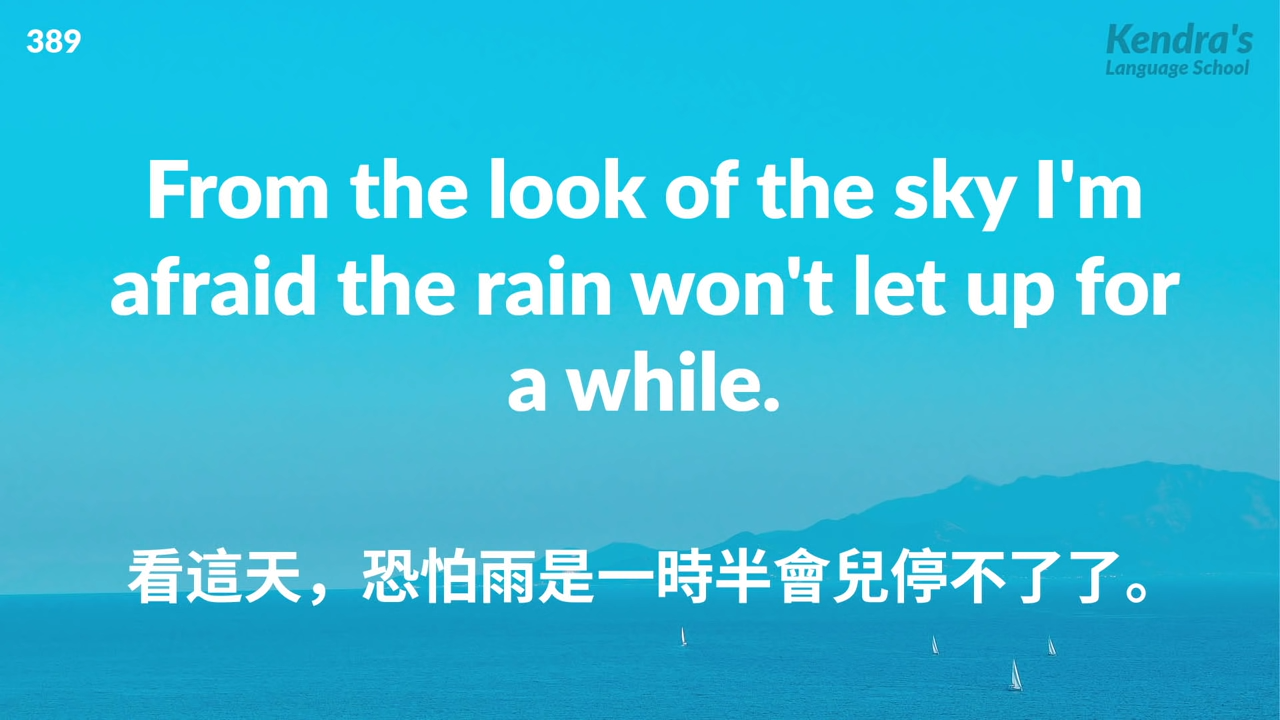 389
Kendra's
Language School
From the look of the sky I'm
afraid the rain won't let up for
a while.
看這天，恐怕雨是一時半會兒停不了了。